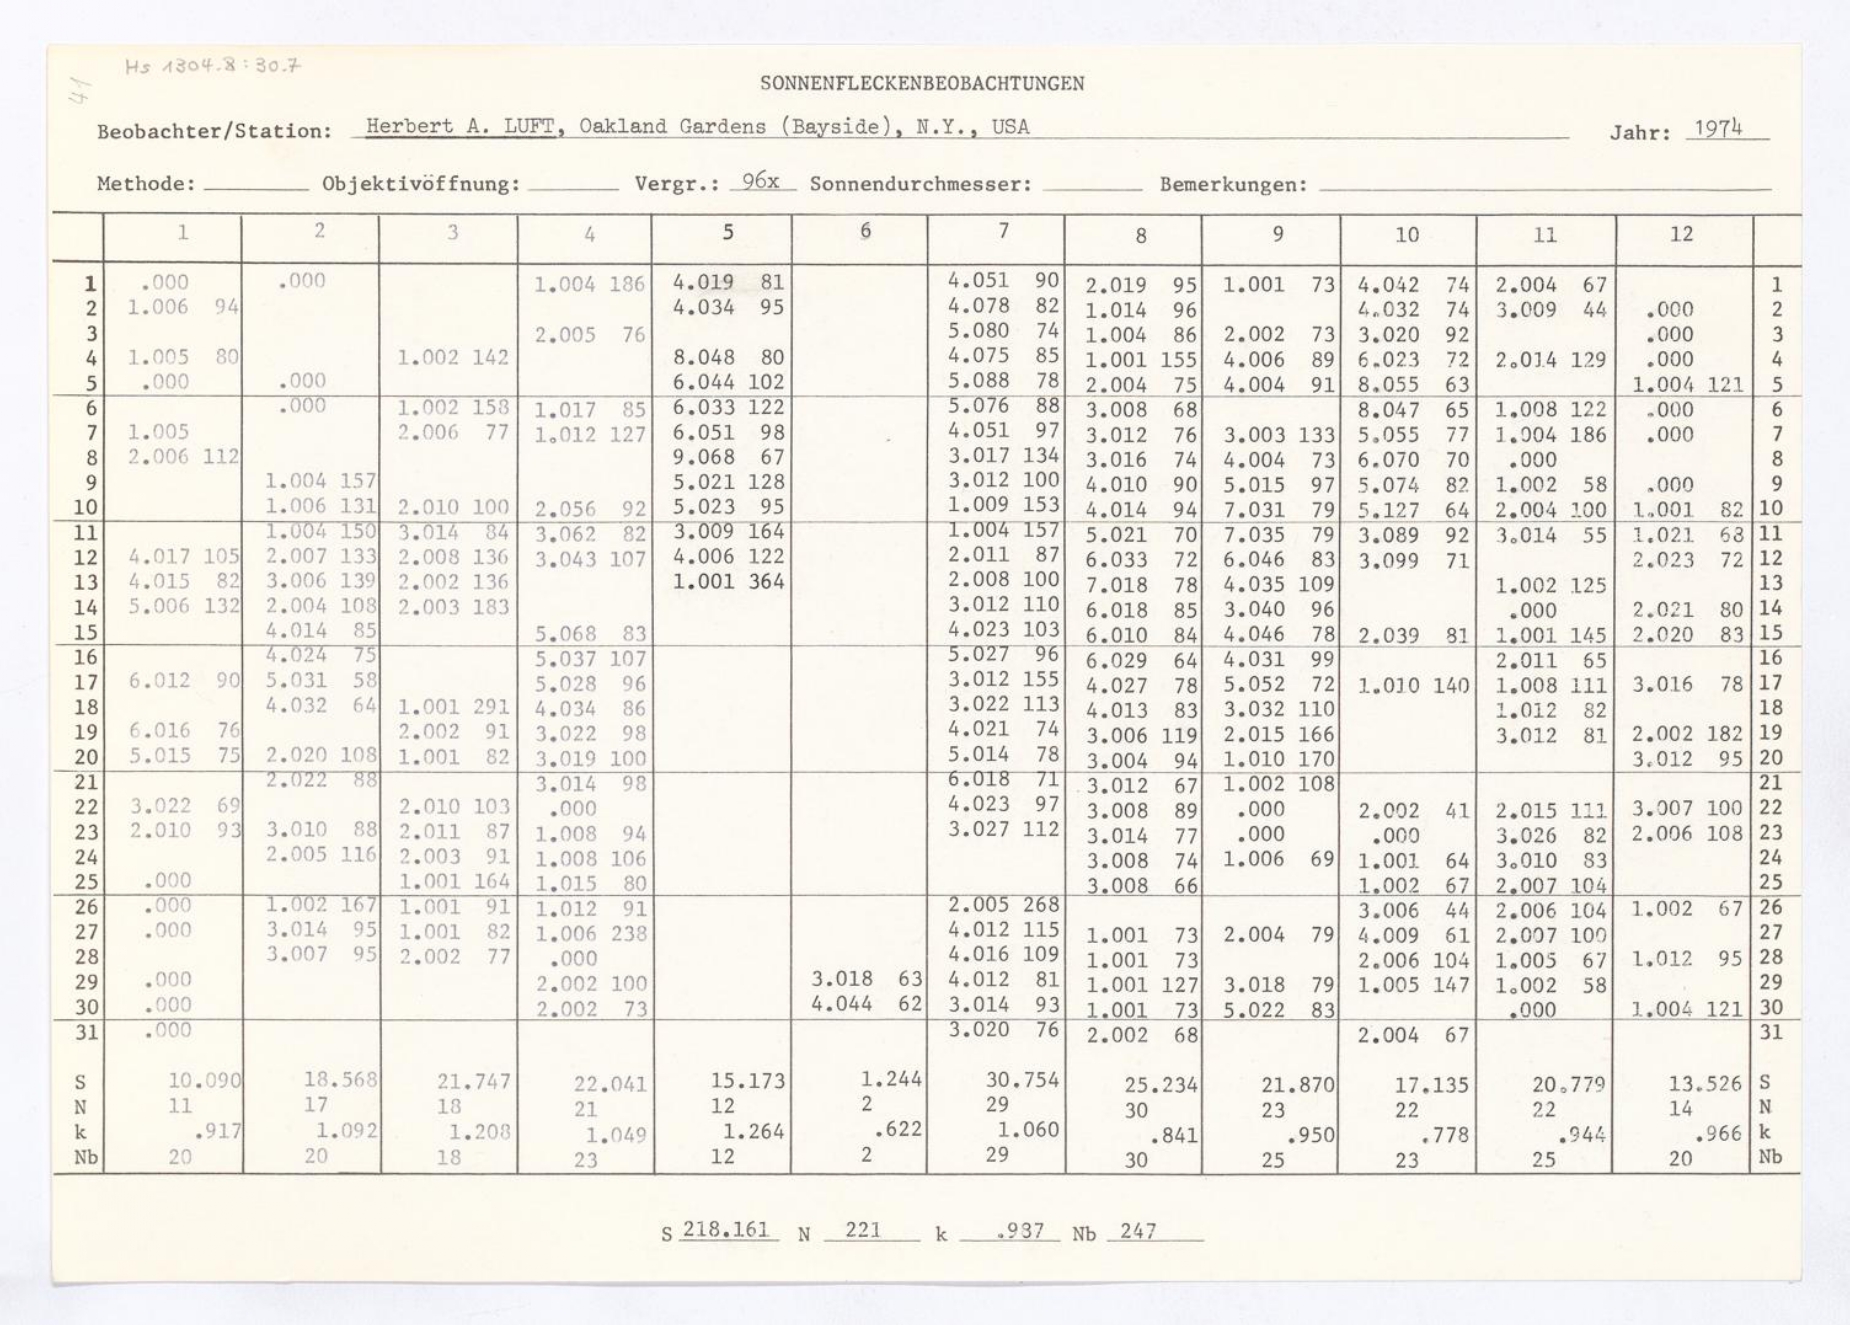 Hs 1304.8:30.7
41
SONNENFLECKENBEOBACHTUNGEN
Beobachter/Station: Herbert A. LUFT, Oakland Gardens (Bayside), N.Y., USA Jahr: 1974
Methode: Objektivöffnung: Vergr.: 96x Sonnendurchmesser: Bemerkungen:
1 2 3 4 5 6 7 8 9 10 11 12
1 .000 .000 1.004 186 4.019 81 4.051 90 2.019 95 1.001 73 4.042 74 2.004 67 1
2 1.006 94 4.034 95 4.078 82 1.014 96 4.032 74 3.009 44 .000 2
3 2.005 76 5.080 74 1.004 86 2.002 73 3.020 92 .000 3
4 1.005 80 1.002 142 8.048 80 4.075 85 1.001 155 4.006 89 6.023 72 2.014 129 .000 4
5 .000 .000 6.044 102 5.088 78 2.004 75 4.004 91 8.055 63 1.004 121 5
6 .000 1.002 158 1.017 85 6.033 122 5.076 88 3.008 68 8.047 65 1.008 122 .000 6
7 1.005 2.006 77 1.012 127 6.051 98 4.051 97 3.012 76 3.003 133 5.055 77 1.004 186 .000 7
8 2.006 112 9.068 67 3.017 134 3.016 74 4.004 73 6.070 70 .000 8
9 1.004 157 5.021 128 3.012 100 4.010 90 5.015 97 5.074 82 1.002 58 .000 9
10 1.006 131 2.010 100 2.056 92 5.023 95 1.009 153 4.014 94 7.031 79 5.127 64 2.004 100 1.001 82 10
11 1.004 150 3.014 84 3.062 82 3.009 164 1.004 157 5.021 70 7.035 79 3.089 92 3.014 55 1.021 68 11
12 4.017 105 2.007 133 2.008 136 3.043 107 4.006 122 2.011 87 6.033 72 6.046 83 3.099 71 2.023 72 12
13 4.015 82 3.006 139 2.002 136 1.001 364 2.008 100 7.018 78 4.035 109 1.002 125 13
14 5.006 132 2.004 108 2.003 183 3.012 110 6.018 85 3.040 96 .000 2.021 80 14
15 4.014 85 5.068 83 4.023 103 6.010 84 4.046 78 2.039 81 1.001 145 2.020 83 15
16 4.024 75 5.037 107 5.027 96 6.029 64 4.031 99 2.011 65 16
17 6.012 90 5.031 58 5.028 96 3.012 155 4.027 78 5.052 72 1.010 140 1.008 111 3.016 78 17
18 4.032 64 1.001 291 4.034 86 3.022 113 4.013 83 3.032 110 1.012 82 18
19 6.016 76 2.002 91 3.022 98 4.021 74 3.006 119 2.015 166 3.012 81 2.002 182 19
20 5.015 75 2.020 108 1.001 82 3.019 100 5.014 78 3.004 94 1.010 170 3.012 95 20
21 2.022 88 3.014 98 6.018 71 3.012 67 1.002 108 21
22 3.022 69 2.010 103 .000 4.023 97 3.008 89 .000 2.002 41 2.015 111 3.007 100 22
23 2.010 93 3.010 88 2.011 87 1.008 94 3.027 112 3.014 77 .000 .000 3.026 82 2.006 108 23
24 2.005 116 2.003 91 1.008 106 3.008 74 1.006 69 1.001 64 3.010 83 24
25 .000 1.001 164 1.015 80 3.008 66 1.002 67 2.007 104 25
26 .000 1.002 167 1.001 91 1.012 91 2.005 268 3.006 44 2.006 104 1.002 67 26
27 .000 3.014 95 1.001 82 1.006 238 4.012 115 1.001 73 2.004 79 4.009 61 2.007 100 27
28 3.007 95 2.002 77 .000 4.016 109 1.001 73 2.006 104 1.005 67 1.012 95 28
29 .000 2.002 100 3.018 63 4.012 81 1.001 127 3.018 79 1.005 147 1.002 58 29
30 .000 2.002 73 4.044 62 3.014 93 1.001 73 5.022 83 .000 1.004 121 30
31 .000 3.020 76 2.002 68 2.004 67 31
S 10.090 18.568 21.747 22.041 15.173 1.244 30.754 25.234 21.870 17.135 20.779 13.526 S
N 11 17 18 21 12 2 29 30 23 22 22 14 N
k .917 1.092 1.208 1.049 1.264 .622 1.060 .841 .950 .778 .944 .966 k
Nb 20 20 18 23 12 2 29 30 25 23 25 20 Nb
S 218.161 N 221 k .937 Nb 247